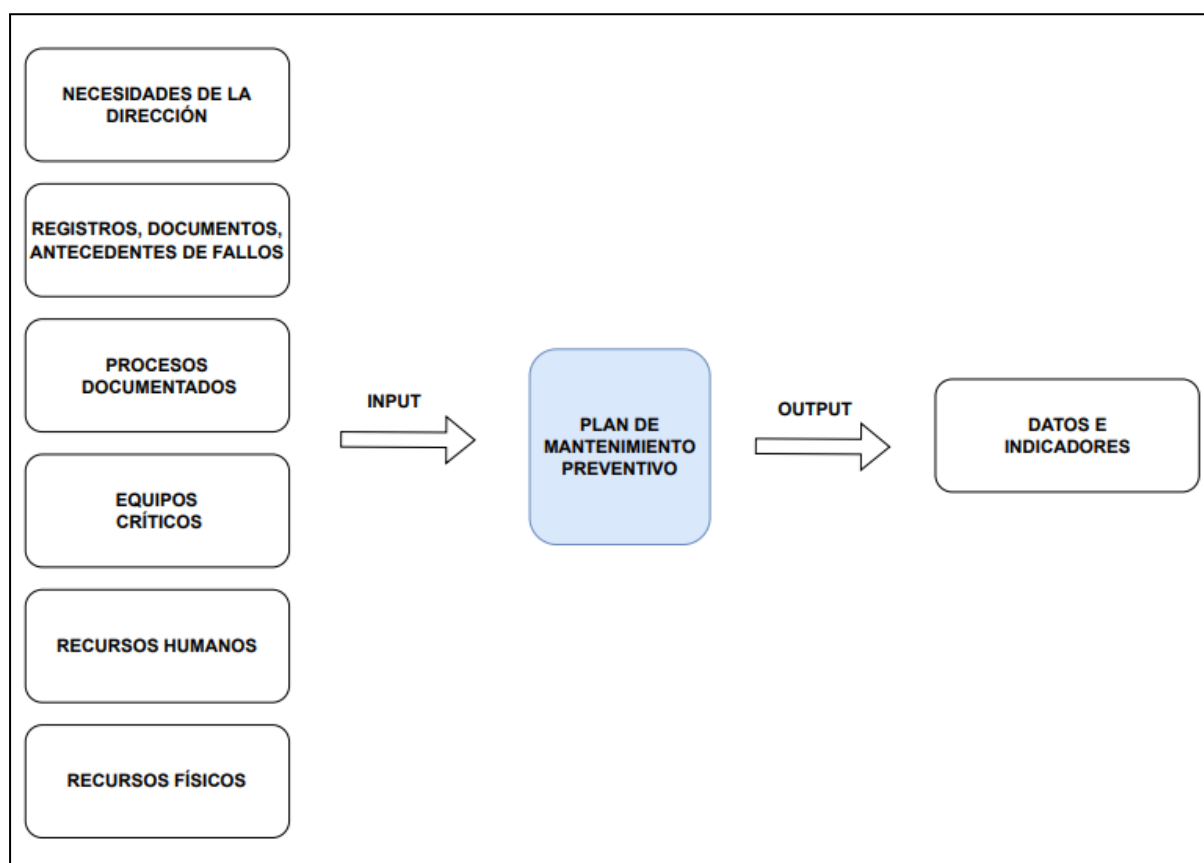 NECESIDADES DE LA
DIRECCIÓN
REGISTROS, DOCUMENTOS,
ANTECEDENTES DE FALLOS
PROCESOS
DOCUMENTADOS
EQUIPOS
CRÍTICOS
RECURSOS HUMANOS
RECURSOS FÍSICOS
INPUT
PLAN DE
MANTENIMIENTO
PREVENTIVO
OUTPUT
DATOS E
INDICADORES